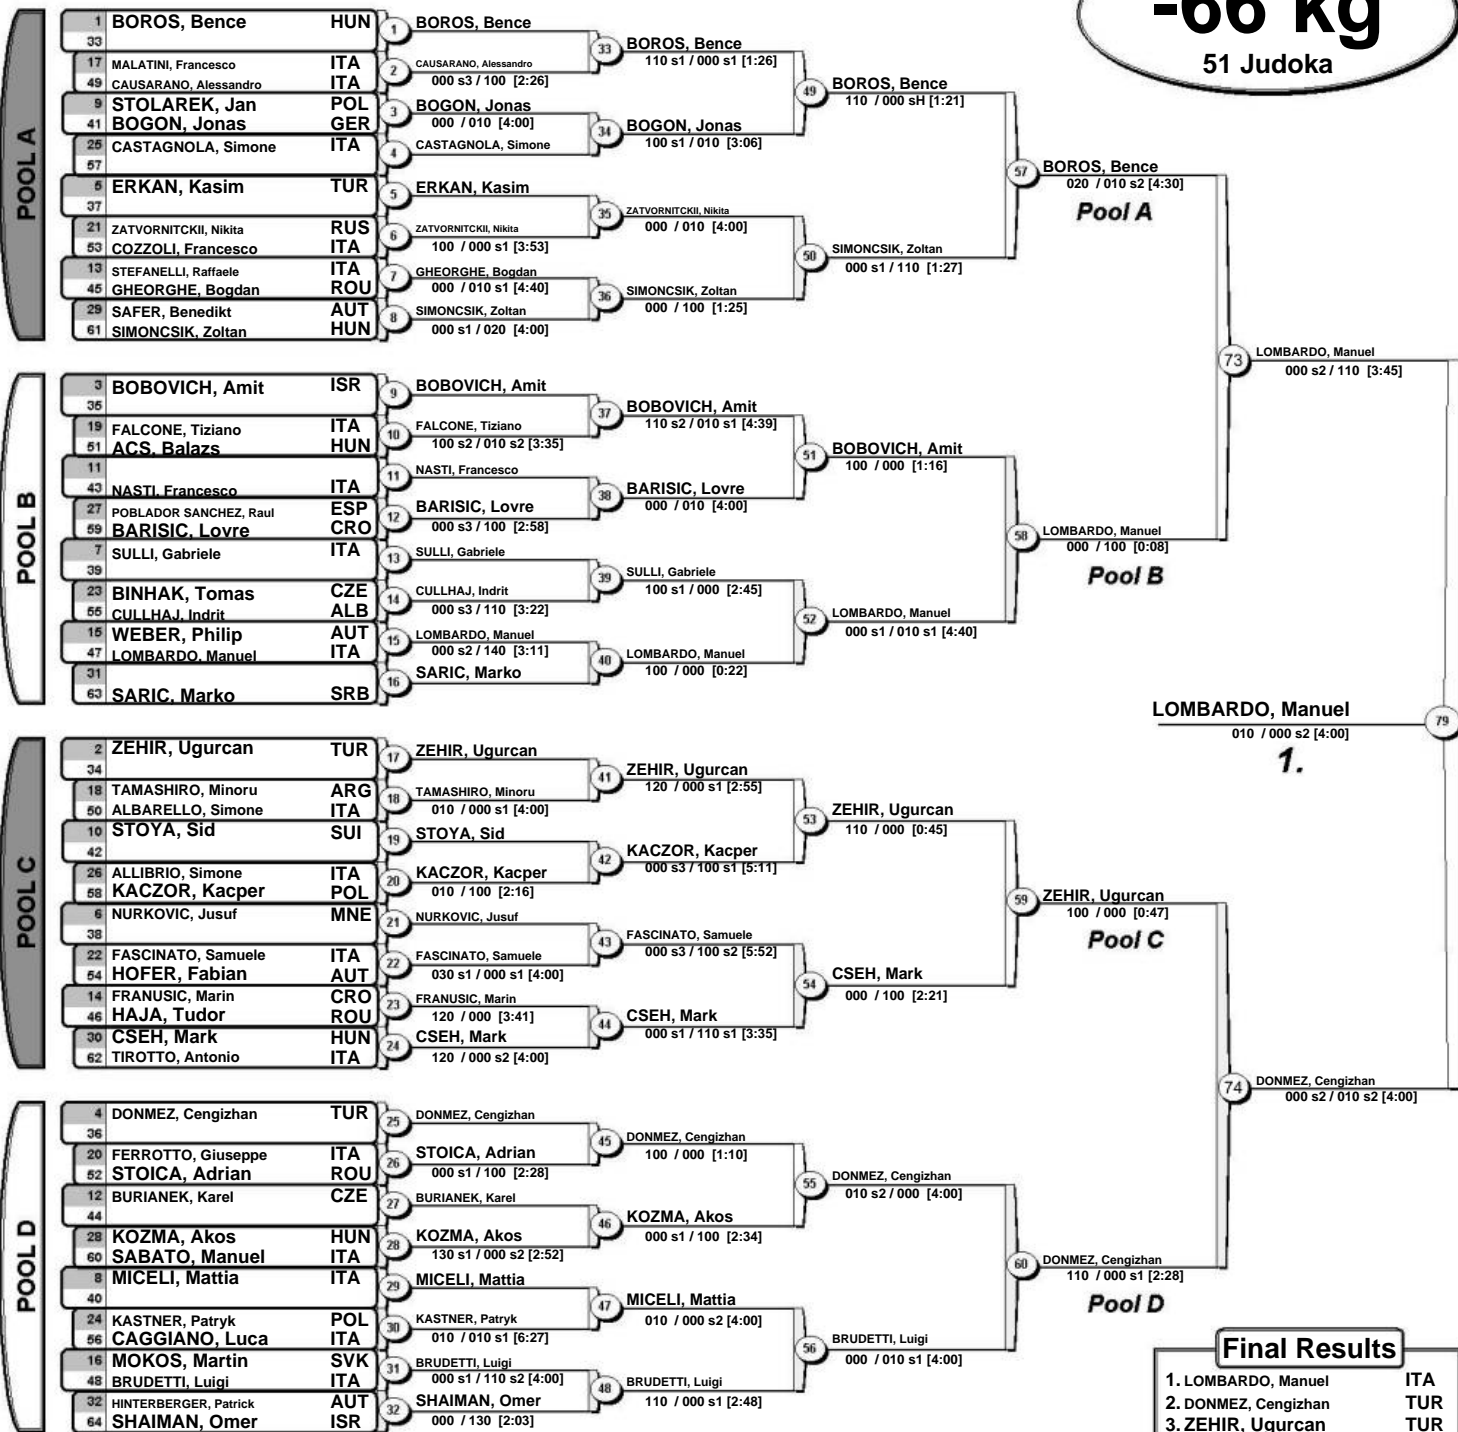 -66 kg
51 Judoka
POOL A
1 BOROS, Bence HUN
33
17 MALATINI, Francesco ITA
49 CAUSARANO, Alessandro ITA
9 STOLAREK, Jan POL
41 BOGON, Jonas GER
25 CASTAGNOLA, Simone ITA
57
5 ERKAN, Kasim TUR
37
21 ZATVORNITCKII, Nikita RUS
53 COZZOLI, Francesco ITA
13 STEFANELLI, Raffaele ITA
45 GHEORGHE, Bogdan ROU
29 SAFER, Benedikt AUT
61 SIMONCSIK, Zoltan HUN
1 BOROS, Bence
2 CAUSARANO, Alessandro
000 s3 / 100 [2:26]
3 BOGON, Jonas
000 / 010 [4:00]
4 CASTAGNOLA, Simone
5 ERKAN, Kasim
6 ZATVORNITCKII, Nikita
100 / 000 s1 [3:53]
7 GHEORGHE, Bogdan
000 / 010 s1 [4:40]
8 SIMONCSIK, Zoltan
000 s1 / 020 [4:00]
33 BOROS, Bence
110 s1 / 000 s1 [1:26]
34 BOGON, Jonas
100 s1 / 010 [3:06]
35 ZATVORNITCKII, Nikita
000 / 010 [4:00]
36 SIMONCSIK, Zoltan
000 / 100 [1:25]
49 BOROS, Bence
110 / 000 sH [1:21]
50 SIMONCSIK, Zoltan
000 s1 / 110 [1:27]
57 BOROS, Bence
020 / 010 s2 [4:30]
Pool A
POOL B
3 BOBOVICH, Amit ISR
35
19 FALCONE, Tiziano ITA
51 ACS, Balazs HUN
11
43 NASTI, Francesco ITA
27 POBLADOR SANCHEZ, Raul ESP
59 BARISIC, Lovre CRO
7 SULLI, Gabriele ITA
39
23 BINHAK, Tomas CZE
55 CULLHAJ, Indrit ALB
15 WEBER, Philip AUT
47 LOMBARDO, Manuel ITA
31
63 SARIC, Marko SRB
9 BOBOVICH, Amit
10 FALCONE, Tiziano
100 s2 / 010 s2 [3:35]
11 NASTI, Francesco
12 BARISIC, Lovre
000 s3 / 100 [2:58]
13 SULLI, Gabriele
14 CULLHAJ, Indrit
000 s3 / 110 [3:22]
15 LOMBARDO, Manuel
000 s2 / 140 [3:11]
16 SARIC, Marko
37 BOBOVICH, Amit
110 s2 / 010 s1 [4:39]
38 BARISIC, Lovre
000 / 010 [4:00]
39 SULLI, Gabriele
100 s1 / 000 [2:45]
40 LOMBARDO, Manuel
100 / 000 [0:22]
51 BOBOVICH, Amit
100 / 000 [1:16]
52 LOMBARDO, Manuel
000 s1 / 010 s1 [4:40]
58 LOMBARDO, Manuel
000 / 100 [0:08]
Pool B
73 LOMBARDO, Manuel
000 s2 / 110 [3:45]
LOMBARDO, Manuel 79
010 / 000 s2 [4:00]
1.
POOL C
2 ZEHIR, Ugurcan TUR
34
18 TAMASHIRO, Minoru ARG
50 ALBARELLO, Simone ITA
10 STOYA, Sid SUI
42
26 ALLIBRIO, Simone ITA
58 KACZOR, Kacper POL
6 NURKOVIC, Jusuf MNE
38
22 FASCINATO, Samuele ITA
54 HOFER, Fabian AUT
14 FRANUSIC, Marin CRO
46 HAJA, Tudor ROU
30 CSEH, Mark HUN
62 TIROTTO, Antonio ITA
17 ZEHIR, Ugurcan
18 TAMASHIRO, Minoru
010 / 000 s1 [4:00]
19 STOYA, Sid
20 KACZOR, Kacper
010 / 100 [2:16]
21 NURKOVIC, Jusuf
22 FASCINATO, Samuele
030 s1 / 000 s1 [4:00]
23 FRANUSIC, Marin
120 / 000 [3:41]
24 CSEH, Mark
120 / 000 s2 [4:00]
41 ZEHIR, Ugurcan
120 / 000 s1 [2:55]
42 KACZOR, Kacper
000 s3 / 100 s1 [5:11]
43 FASCINATO, Samuele
000 s3 / 100 s2 [5:52]
44 CSEH, Mark
000 s1 / 110 s1 [3:35]
53 ZEHIR, Ugurcan
110 / 000 [0:45]
54 CSEH, Mark
000 / 100 [2:21]
59 ZEHIR, Ugurcan
100 / 000 [0:47]
Pool C
74 DONMEZ, Cengizhan
000 s2 / 010 s2 [4:00]
POOL D
4 DONMEZ, Cengizhan TUR
36
20 FERROTTO, Giuseppe ITA
52 STOICA, Adrian ROU
12 BURIANEK, Karel CZE
44
28 KOZMA, Akos HUN
60 SABATO, Manuel ITA
8 MICELI, Mattia ITA
40
24 KASTNER, Patryk POL
56 CAGGIANO, Luca ITA
16 MOKOS, Martin SVK
48 BRUDETTI, Luigi ITA
32 HINTERBERGER, Patrick AUT
64 SHAIMAN, Omer ISR
25 DONMEZ, Cengizhan
26 STOICA, Adrian
000 s1 / 100 [2:28]
27 BURIANEK, Karel
28 KOZMA, Akos
130 s1 / 000 s2 [2:52]
29 MICELI, Mattia
30 KASTNER, Patryk
010 / 010 s1 [6:27]
31 BRUDETTI, Luigi
000 s1 / 110 s2 [4:00]
32 SHAIMAN, Omer
000 / 130 [2:03]
45 DONMEZ, Cengizhan
100 / 000 [1:10]
46 KOZMA, Akos
000 s1 / 100 [2:34]
47 MICELI, Mattia
010 / 000 s2 [4:00]
48 BRUDETTI, Luigi
110 / 000 s1 [2:48]
55 DONMEZ, Cengizhan
010 s2 / 000 [4:00]
56 BRUDETTI, Luigi
000 / 010 s1 [4:00]
60 DONMEZ, Cengizhan
110 / 000 s1 [2:28]
Pool D
Final Results
1. LOMBARDO, Manuel ITA
2. DONMEZ, Cengizhan TUR
3. ZEHIR, Ugurcan TUR